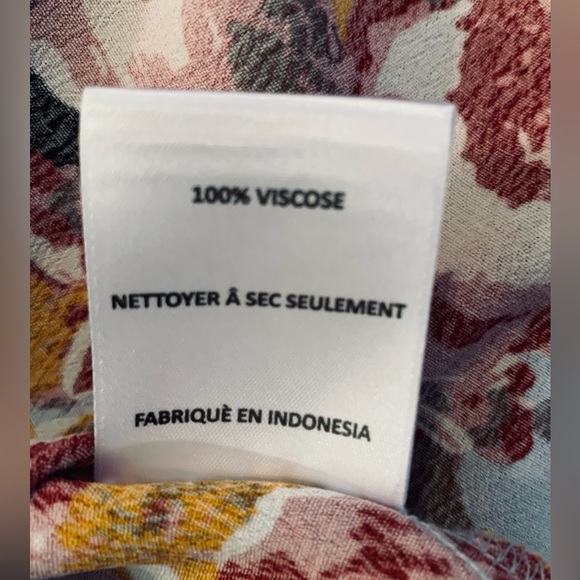 100% VISCOSE
NETTOYER Â SEC SEULEMENT
FABRIQUÈ EN INDONESIA